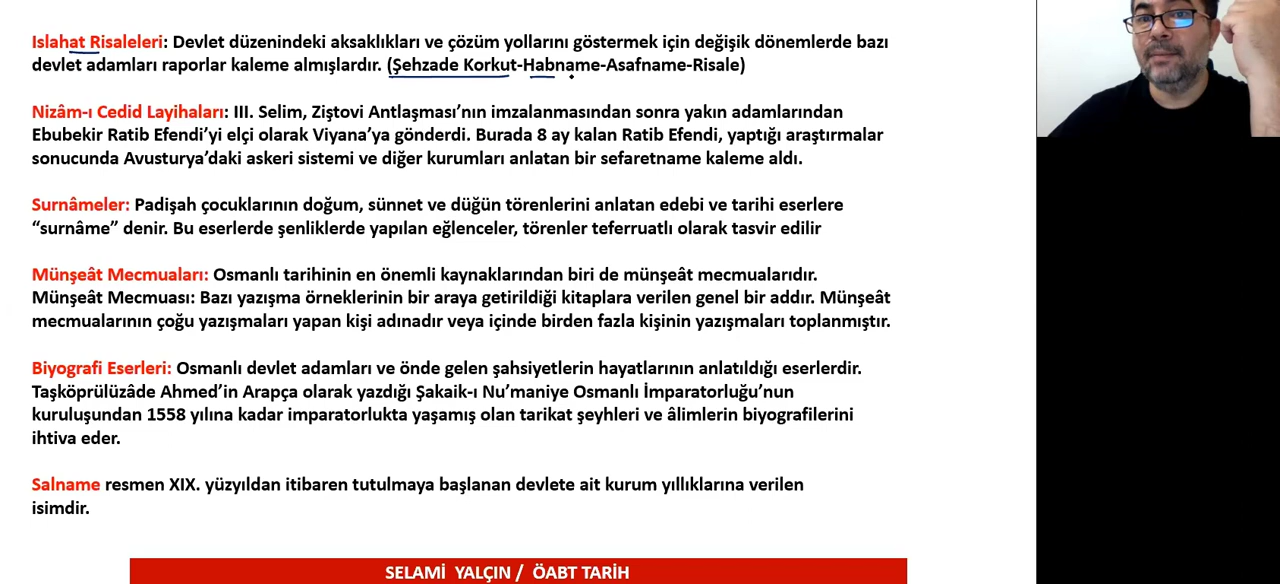 Islahat Risaleleri: Devlet düzenindeki aksaklıkları ve çözüm yollarını göstermek için değişik dönemlerde bazı
devlet adamları raporlar kaleme almışlardır. (Şehzade Korkut-Habname-Asafname-Risale)
Nizâm-ı Cedid Layihaları: III. Selim, Ziştovi Antlaşması’nın imzalanmasından sonra yakın adamlarından
Ebubekir Ratib Efendi’yi elçi olarak Viyana’ya gönderdi. Burada 8 ay kalan Ratib Efendi, yaptığı araştırmalar
sonucunda Avusturya’daki askeri sistemi ve diğer kurumları anlatan bir sefaretname kaleme aldı.
Surnâmeler: Padişah çocuklarının doğum, sünnet ve düğün törenlerini anlatan edebi ve tarihi eserlere
“surnâme” denir. Bu eserlerde şenliklerde yapılan eğlenceler, törenler teferruatlı olarak tasvir edilir
Münşeât Mecmuaları: Osmanlı tarihinin en önemli kaynaklarından biri de münşeât mecmualarıdır.
Münşeât Mecmuası: Bazı yazışma örneklerinin bir araya getirildiği kitaplara verilen genel bir addır. Münşeât
mecmualarının çoğu yazışmaları yapan kişi adınadır veya içinde birden fazla kişinin yazışmaları toplanmıştır.
Biyografi Eserleri: Osmanlı devlet adamları ve önde gelen şahsiyetlerin hayatlarının anlatıldığı eserlerdir.
Taşköprülüzâde Ahmed’in Arapça olarak yazdığı Şakaik-ı Nu’maniye Osmanlı İmparatorluğu’nun
kuruluşundan 1558 yılına kadar imparatorlukta yaşamış olan tarikat şeyhleri ve âlimlerin biyografilerini
ihtiva eder.
Salname resmen XIX. yüzyıldan itibaren tutulmaya başlanan devlete ait kurum yıllıklarına verilen
isimdir.
SELAMİ YALÇIN / ÖABT TARİH